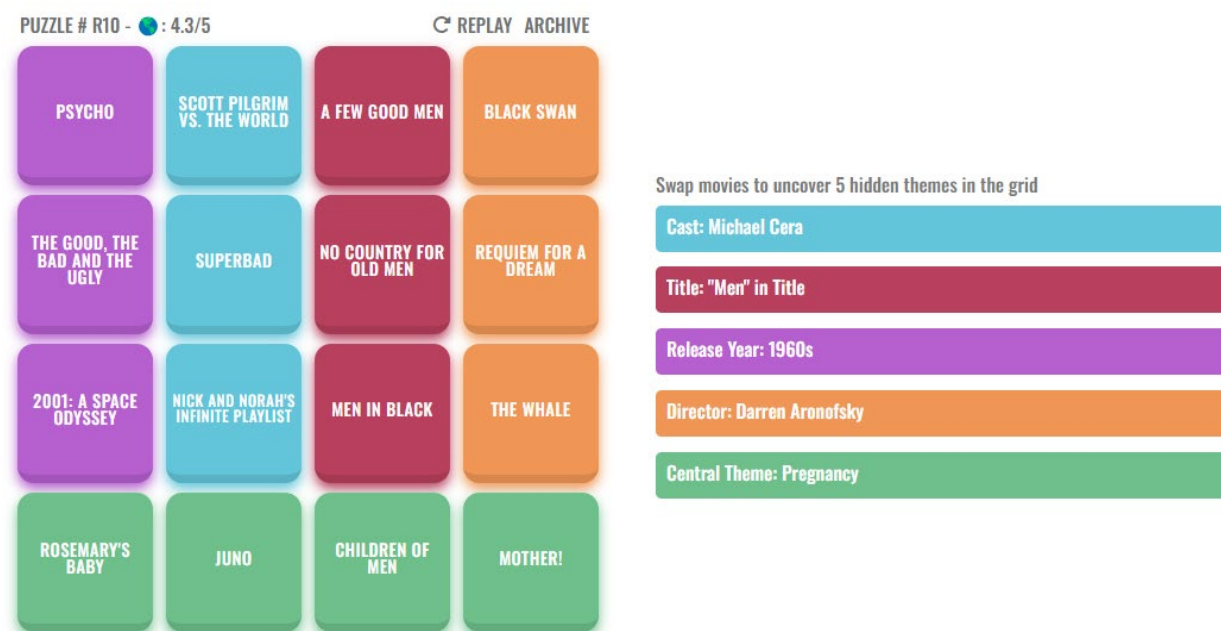 PUZZLE # R10 - 🌎 : 4.3/5
REPLAY ARCHIVE
PSYCHO
SCOTT PILGRIM
VS. THE WORLD
A FEW GOOD MEN
BLACK SWAN
THE GOOD, THE
BAD AND THE
UGLY
SUPERBAD
NO COUNTRY FOR
OLD MEN
REQUIEM FOR A
DREAM
2001: A SPACE
ODYSSEY
NICK AND NORAH'S
INFINITE PLAYLIST
MEN IN BLACK
THE WHALE
ROSEMARY'S
BABY
JUNO
CHILDREN OF
MEN
MOTHER!
Swap movies to uncover 5 hidden themes in the grid
Cast: Michael Cera
Title: "Men" in Title
Release Year: 1960s
Director: Darren Aronofsky
Central Theme: Pregnancy